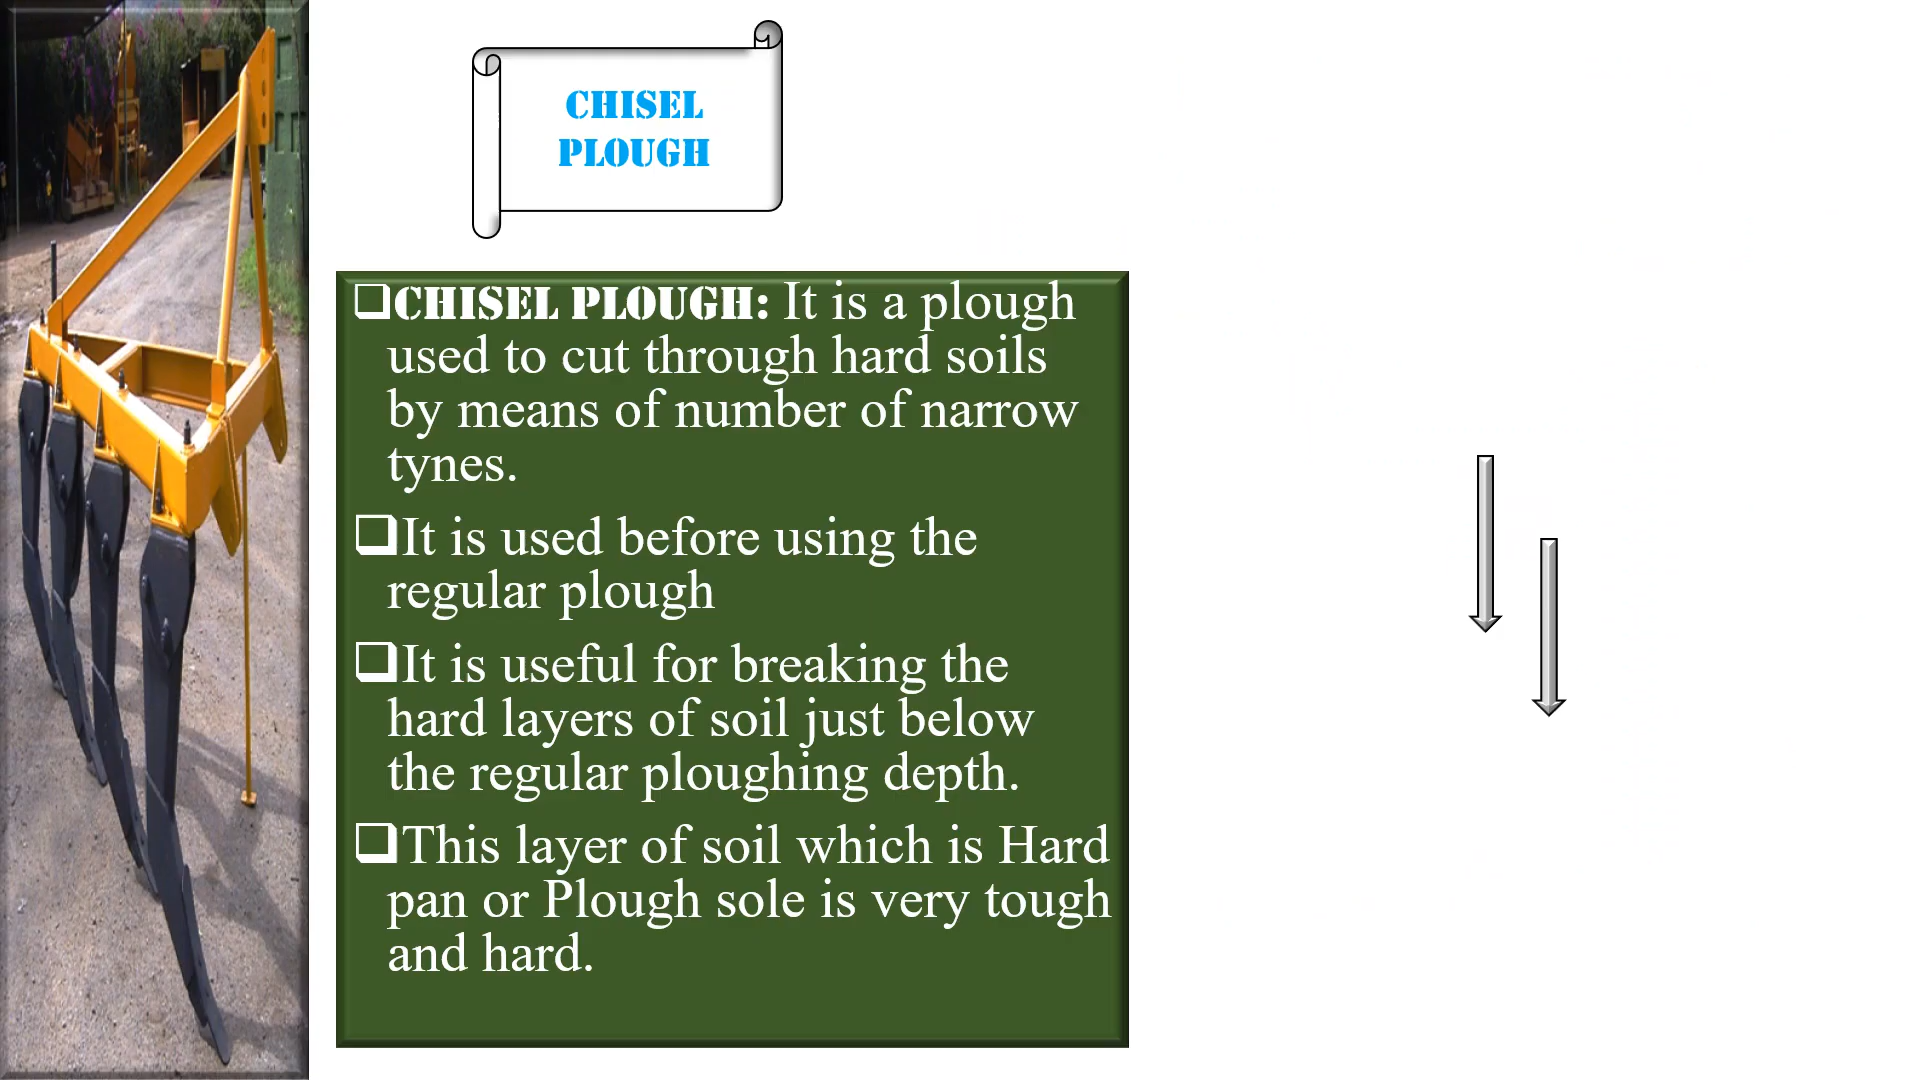 CHISEL
PLOUGH
CHISEL PLOUGH: It is a plough
used to cut through hard soils
by means of number of narrow
tynes.
It is used before using the
regular plough
It is useful for breaking the
hard layers of soil just below
the regular ploughing depth.
This layer of soil which is Hard
pan or Plough sole is very tough
and hard.